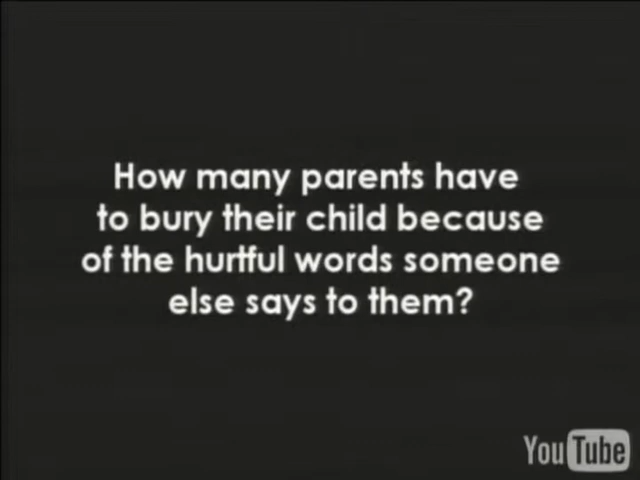 How many parents have
to bury their child because
of the hurtful words someone
else says to them?
YouTube